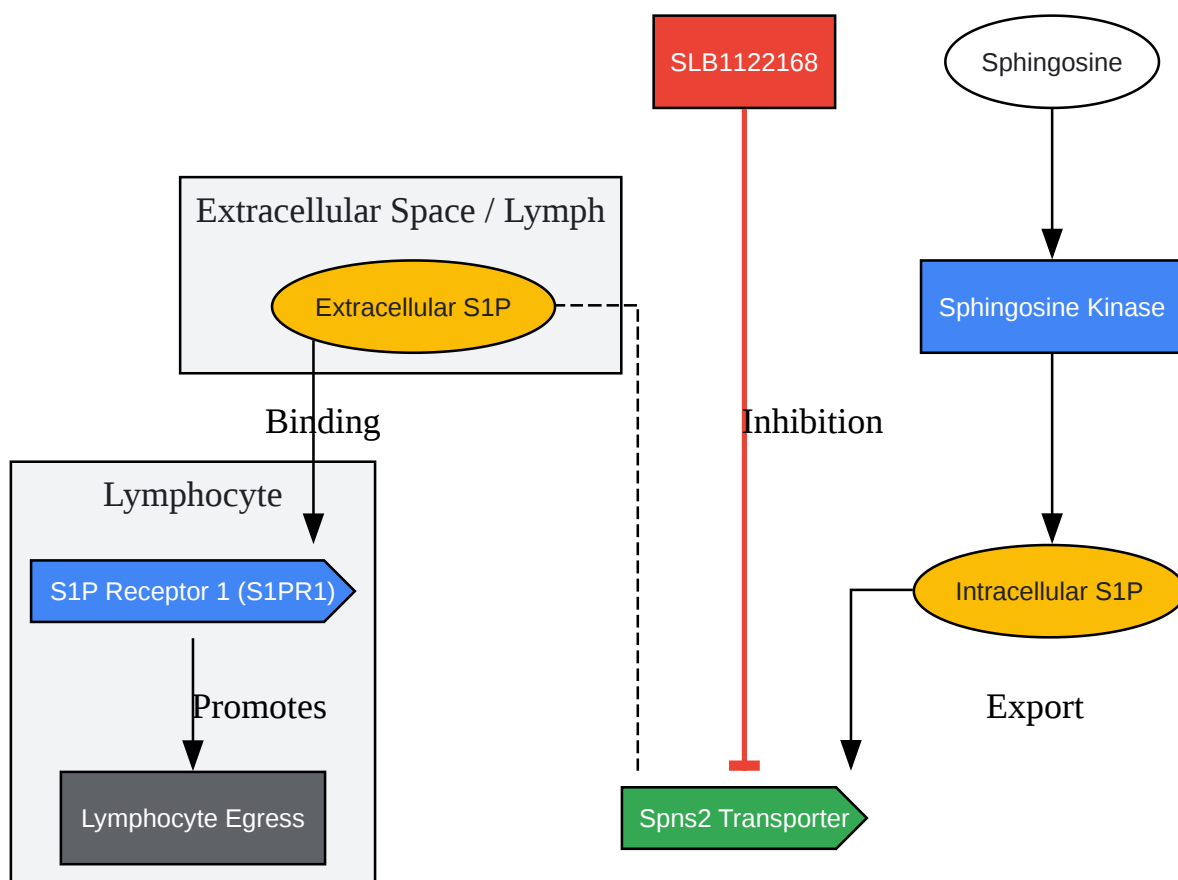 SLB1122168
Sphingosine
Extracellular Space / Lymph
Extracellular S1P
Sphingosine Kinase
Binding
Inhibition
Lymphocyte
S1P Receptor 1 (S1PR1)
Intracellular S1P
Promotes
Export
Lymphocyte Egress
Spns2 Transporter